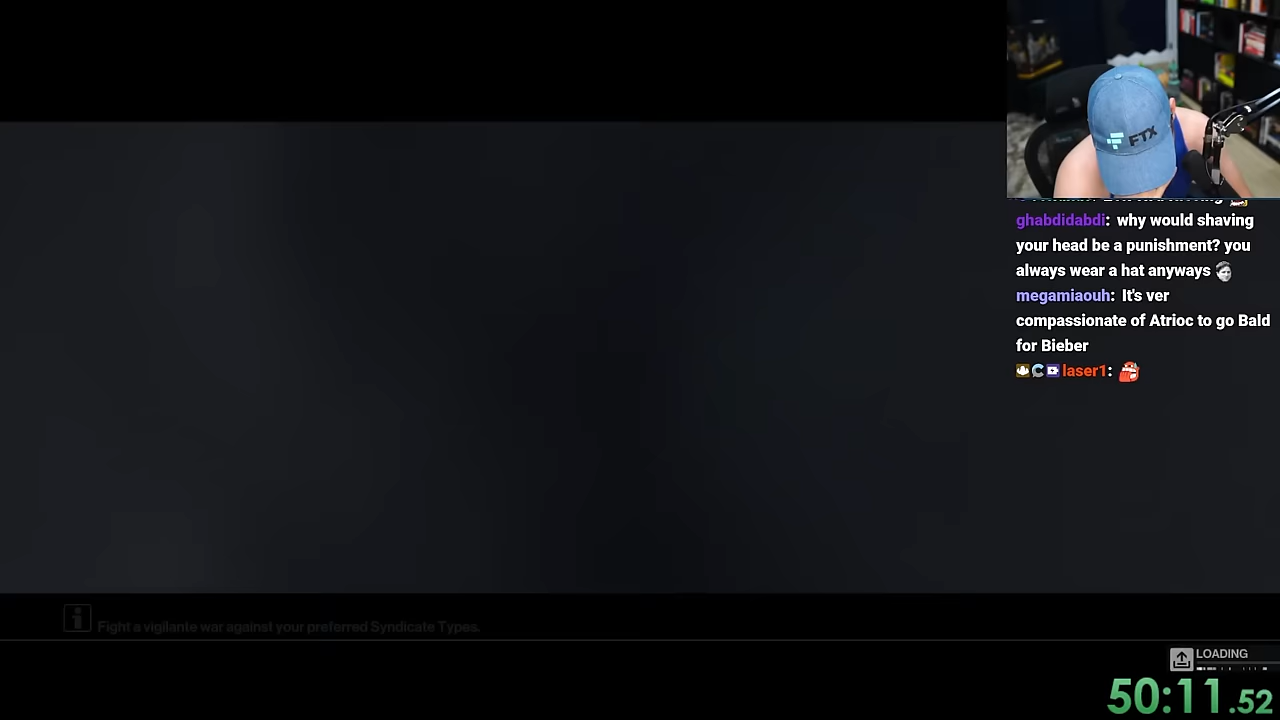 FTX
ghabdidabdi: why would shaving
your head be a punishment? you
always wear a hat anyways
megamiaouh: It's ver
compassionate of Atrioc to go Bald
for Bieber
laser1:
Fight a vigilante war against your preferred Syndicate Types.
LOADING
50:11.52